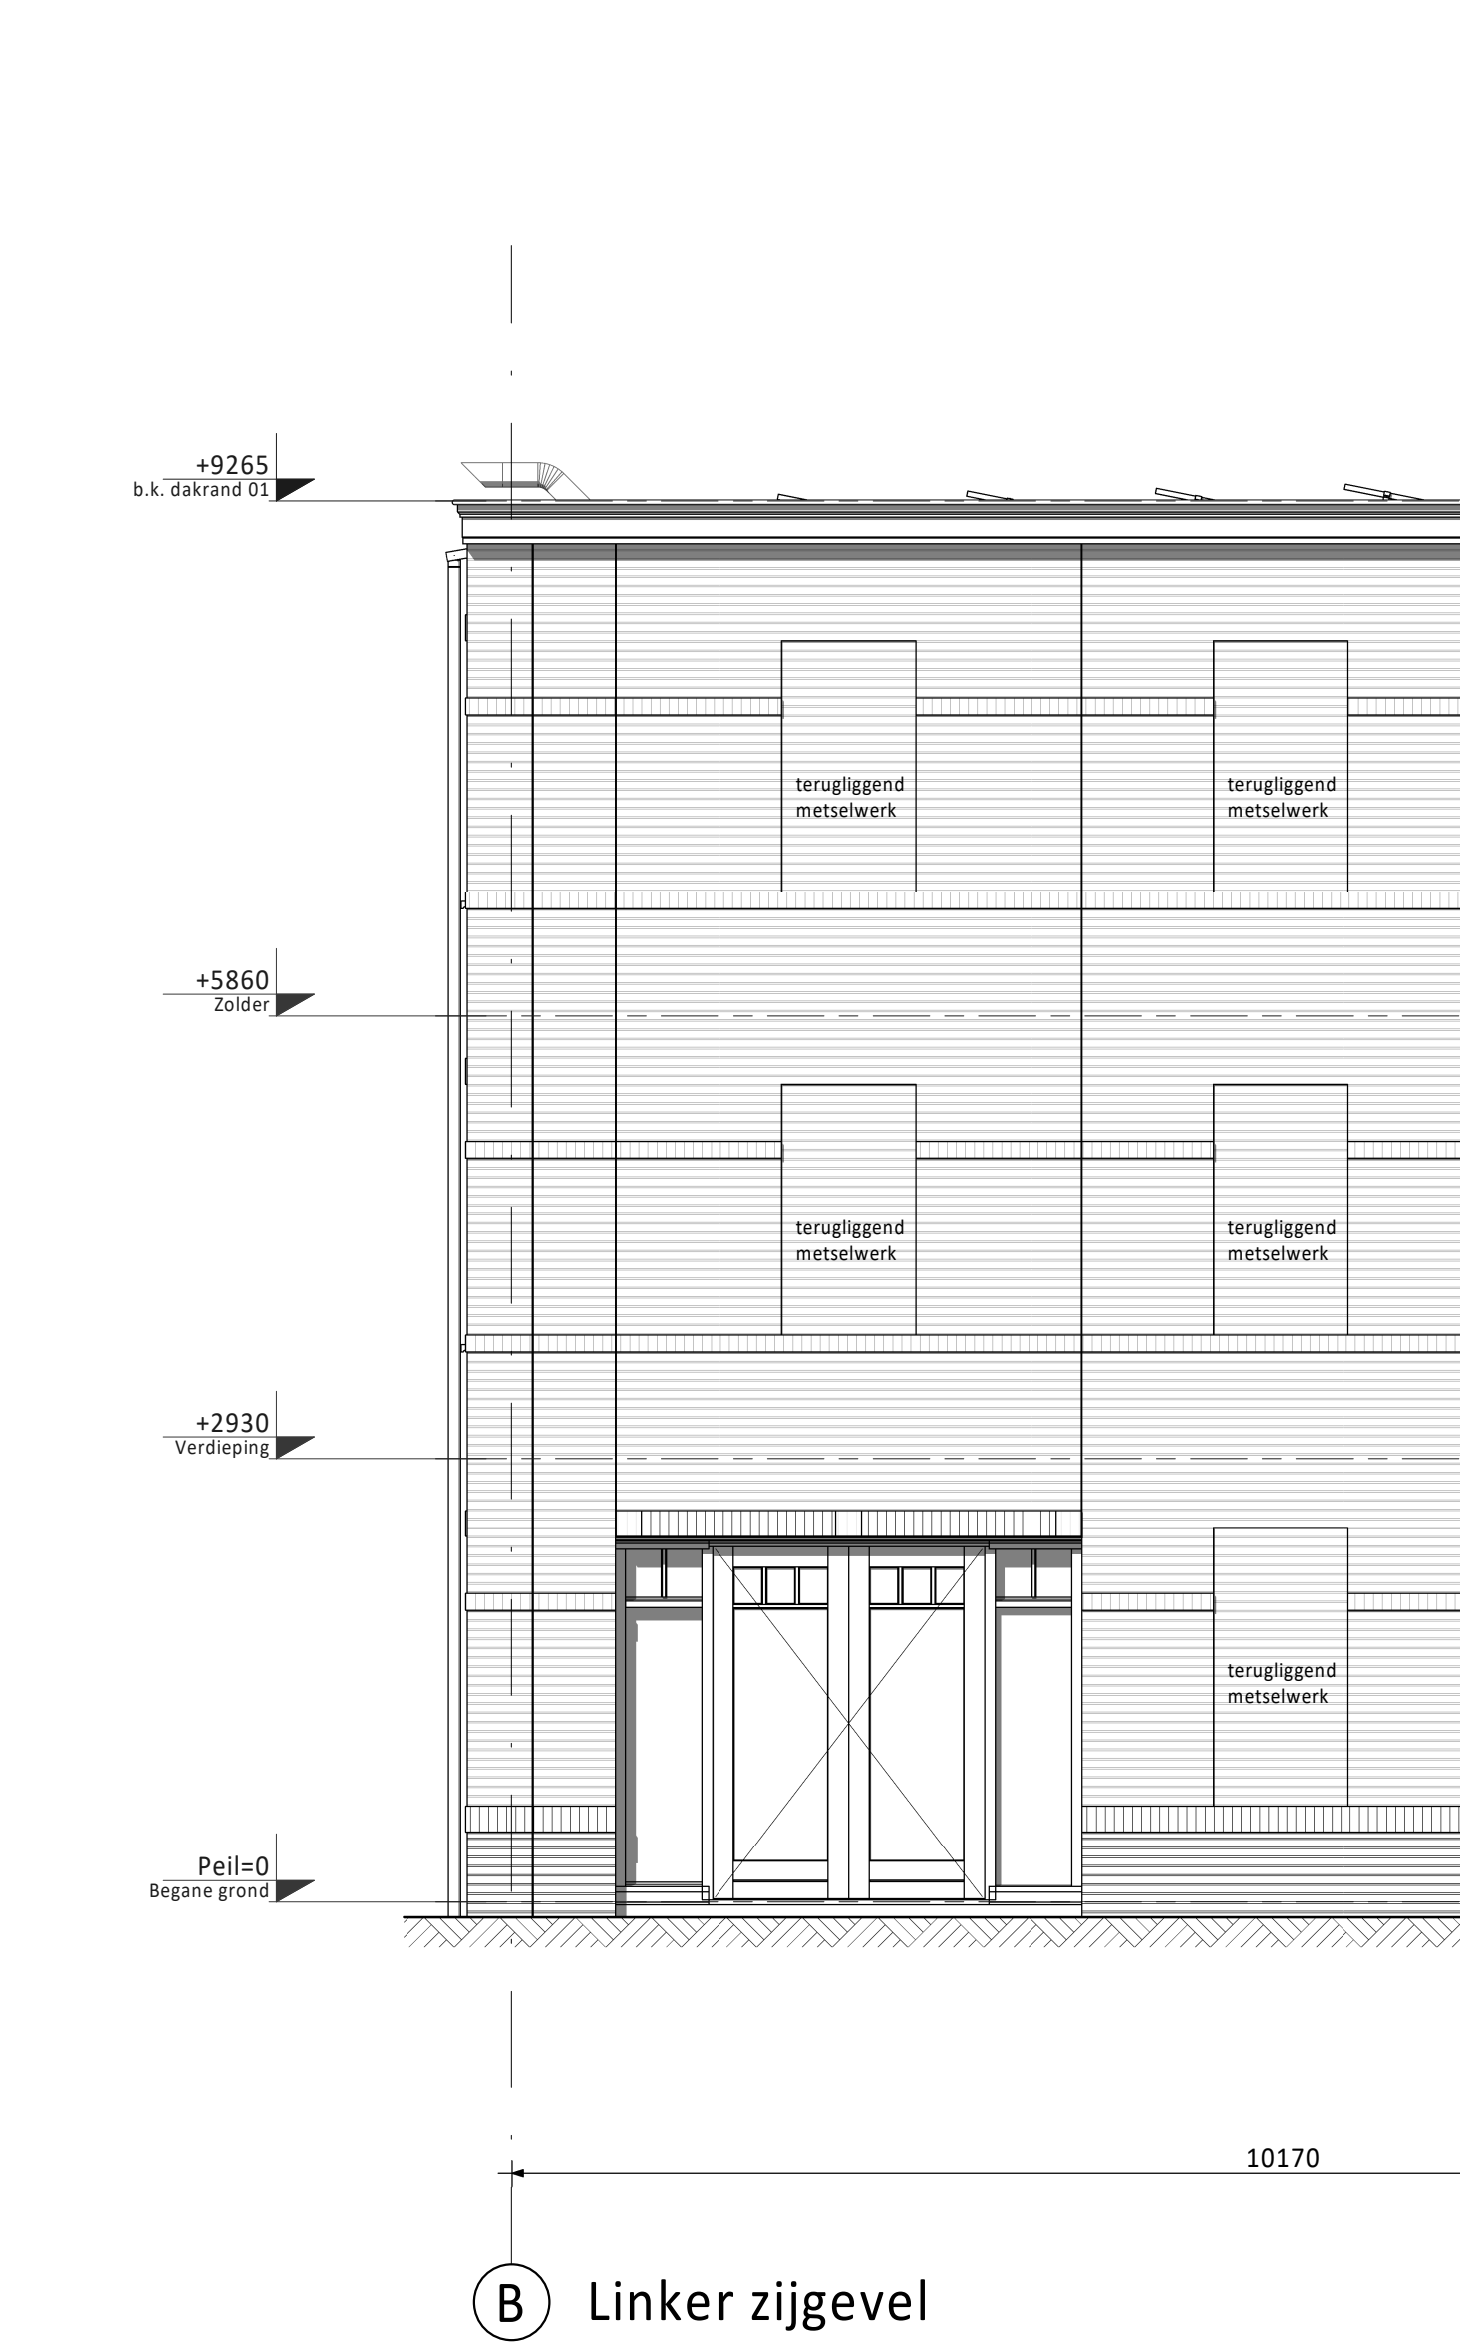 +9265
b.k. dakrand 01
terugliggend
metselwerk
terugliggend
metselwerk
+5860
Zolder
terugliggend
metselwerk
terugliggend
metselwerk
+2930
Verdieping
terugliggend
metselwerk
Peil=0
Begane grond
10170
B
Linker zijgevel